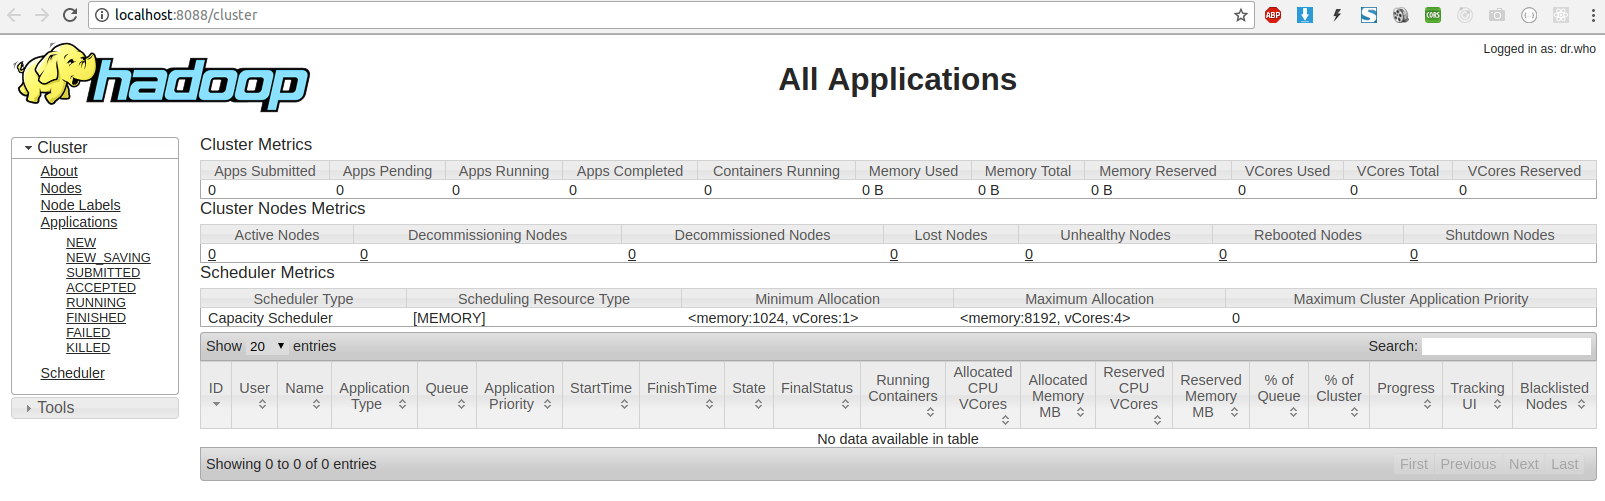 localhost:8088/cluster
ABP
CORS
Logged in as: dr.who
hadoop
All Applications
Cluster
About
Nodes
Node Labels
Applications
NEW
NEW_SAVING
SUBMITTED
ACCEPTED
RUNNING
FINISHED
FAILED
KILLED
Scheduler
Tools
Cluster Metrics
Apps Submitted Apps Pending Apps Running Apps Completed Containers Running Memory Used Memory Total Memory Reserved VCores Used VCores Total VCores Reserved
0 0 0 0 0 0 B 0 B 0 B 0 0 0
Cluster Nodes Metrics
Active Nodes Decommissioning Nodes Decommissioned Nodes Lost Nodes Unhealthy Nodes Rebooted Nodes Shutdown Nodes
0 0 0 0 0 0 0
Scheduler Metrics
Scheduler Type Scheduling Resource Type Minimum Allocation Maximum Allocation Maximum Cluster Application Priority
Capacity Scheduler [MEMORY] <memory:1024, vCores:1> <memory:8192, vCores:4> 0
Show 20 entries Search:
ID User Name Application Type Queue Application Priority StartTime FinishTime State FinalStatus Running Containers Allocated CPU VCores Allocated Memory MB Reserved CPU VCores Reserved Memory MB % of Queue % of Cluster Progress Tracking UI Blacklisted Nodes
No data available in table
Showing 0 to 0 of 0 entries First Previous Next Last